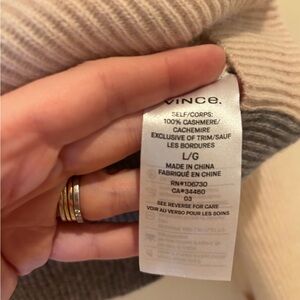 VINCE.
SELF/CORPS:
100% CASHMERE/
CACHEMIRE
EXCLUSIVE OF TRIM/SAUF
LES BORDURES
L/G
MADE IN CHINA
FABRIQUÉ EN CHINE
RN#106730
CA#34460
03
SEE REVERSE FOR CARE
VOIR AU VERSO POUR LES SOINS